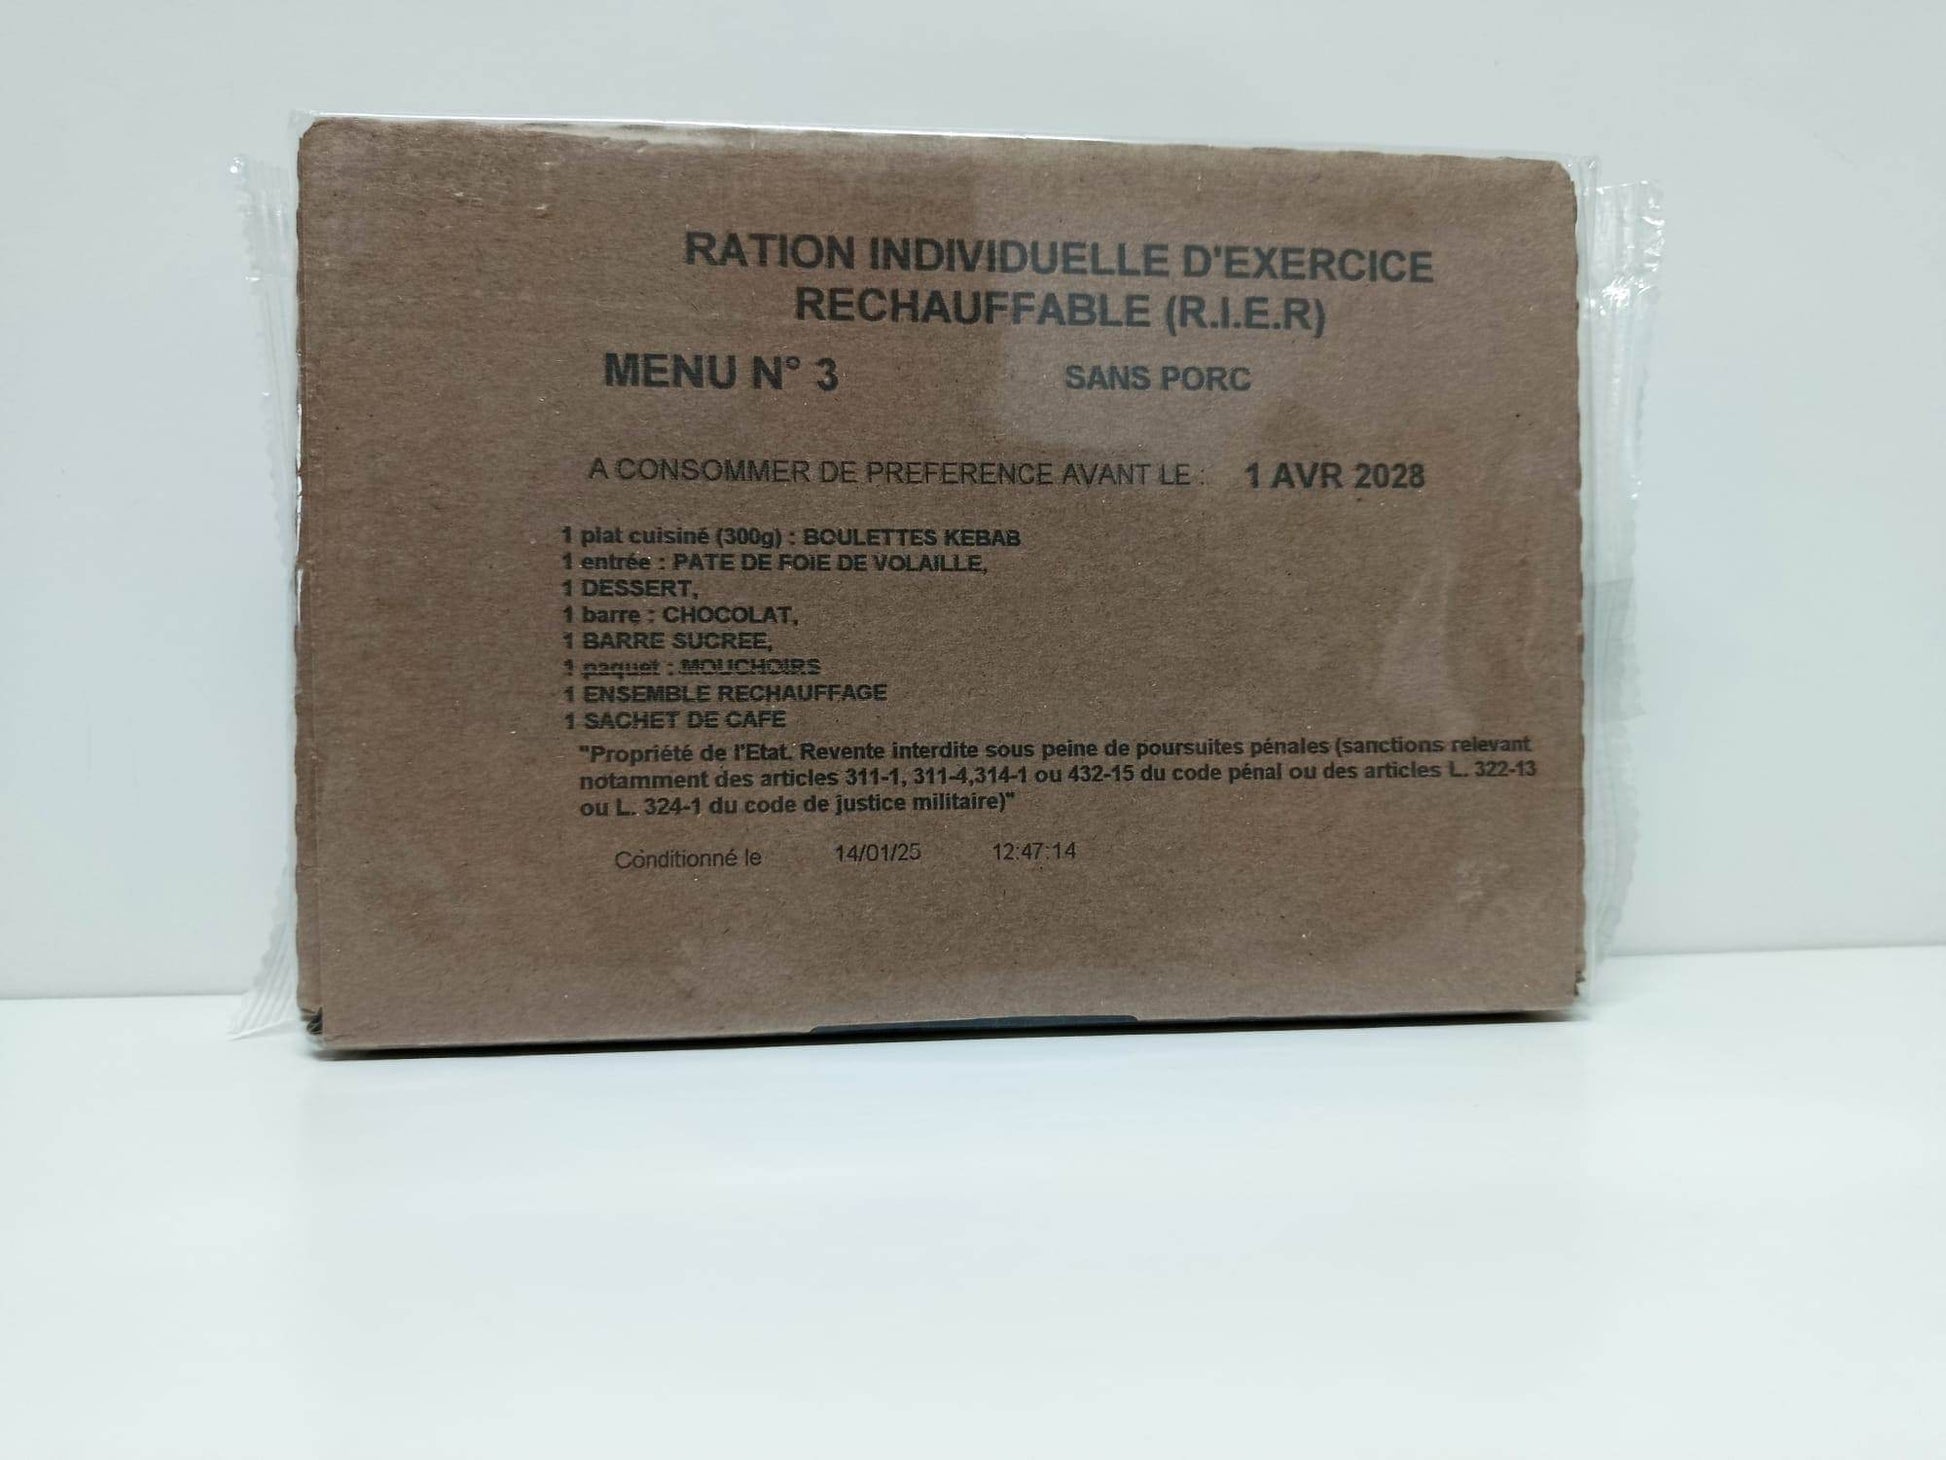 RATION INDIVIDUELLE D'EXERCICE
RECHAUFFABLE (R.I.E.R)
MENU N° 3 SANS PORC
A CONSOMMER DE PREFERENCE AVANT LE : 1 AVR 2028
1 plat cuisiné (300g) : BOULETTES KEBAB
1 entrée : PATE DE FOIE DE VOLAILLE,
1 DESSERT,
1 barre : CHOCOLAT,
1 BARRE SUCREE,
1 paquet : MOUCHOIRS
1 ENSEMBLE RECHAUFFAGE
1 SACHET DE CAFE
"Propriété de l'Etat. Revente interdite sous peine de poursuites pénales (sanctions relevant
notamment des articles 311-1, 311-4,314-1 ou 432-15 du code pénal ou des articles L. 322-13
ou L. 324-1 du code de justice militaire)"
Conditionné le 14/01/25 12:47:14